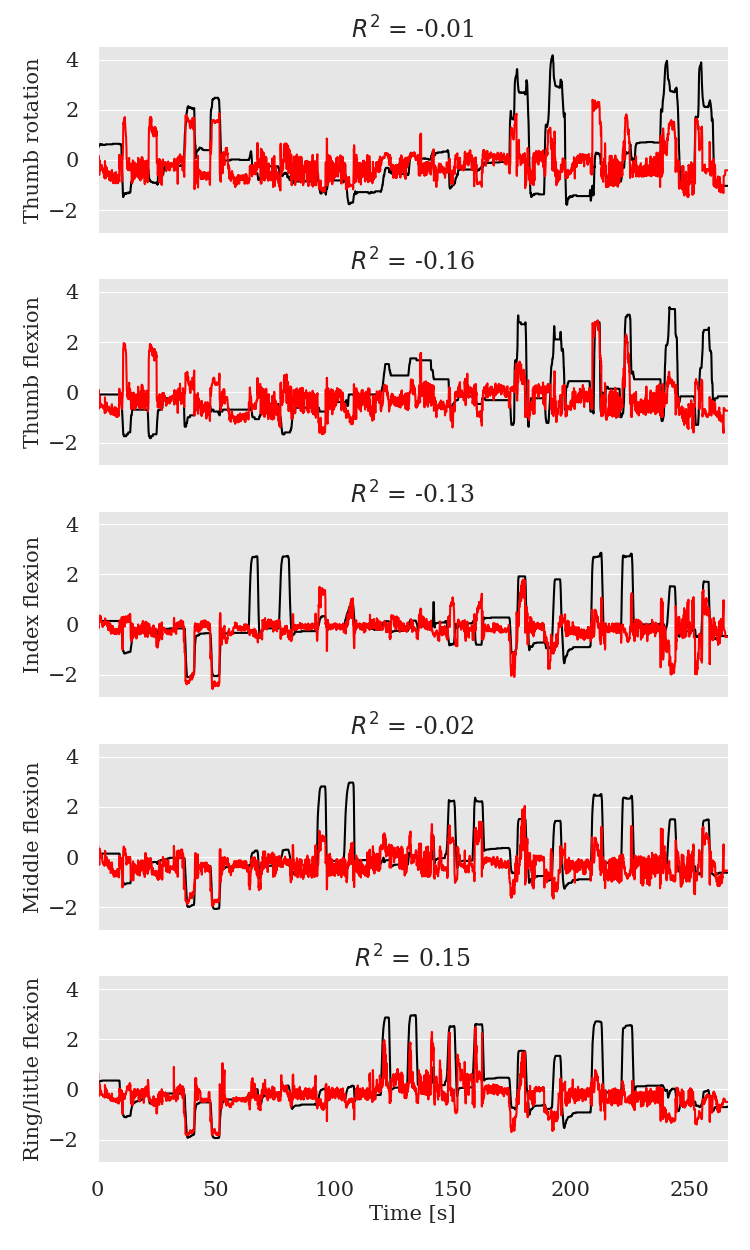 R² = -0.01
Thumb rotation
4
2
0
−2
R² = -0.16
Thumb flexion
4
2
0
−2
R² = -0.13
Index flexion
4
2
0
−2
R² = -0.02
Middle flexion
4
2
0
−2
R² = 0.15
Ring/little flexion
4
2
0
−2
0 50 100 150 200 250
Time [s]